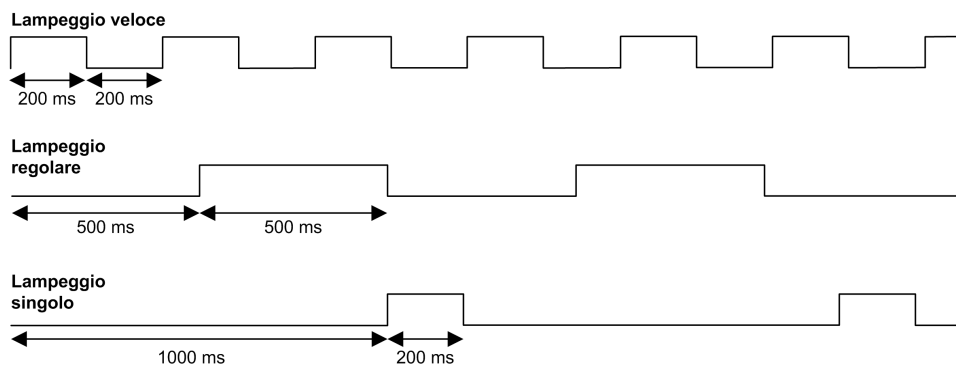 Lampeggio veloce
200 ms 200 ms
Lampeggio
regolare
500 ms 500 ms
Lampeggio
singolo
1000 ms 200 ms